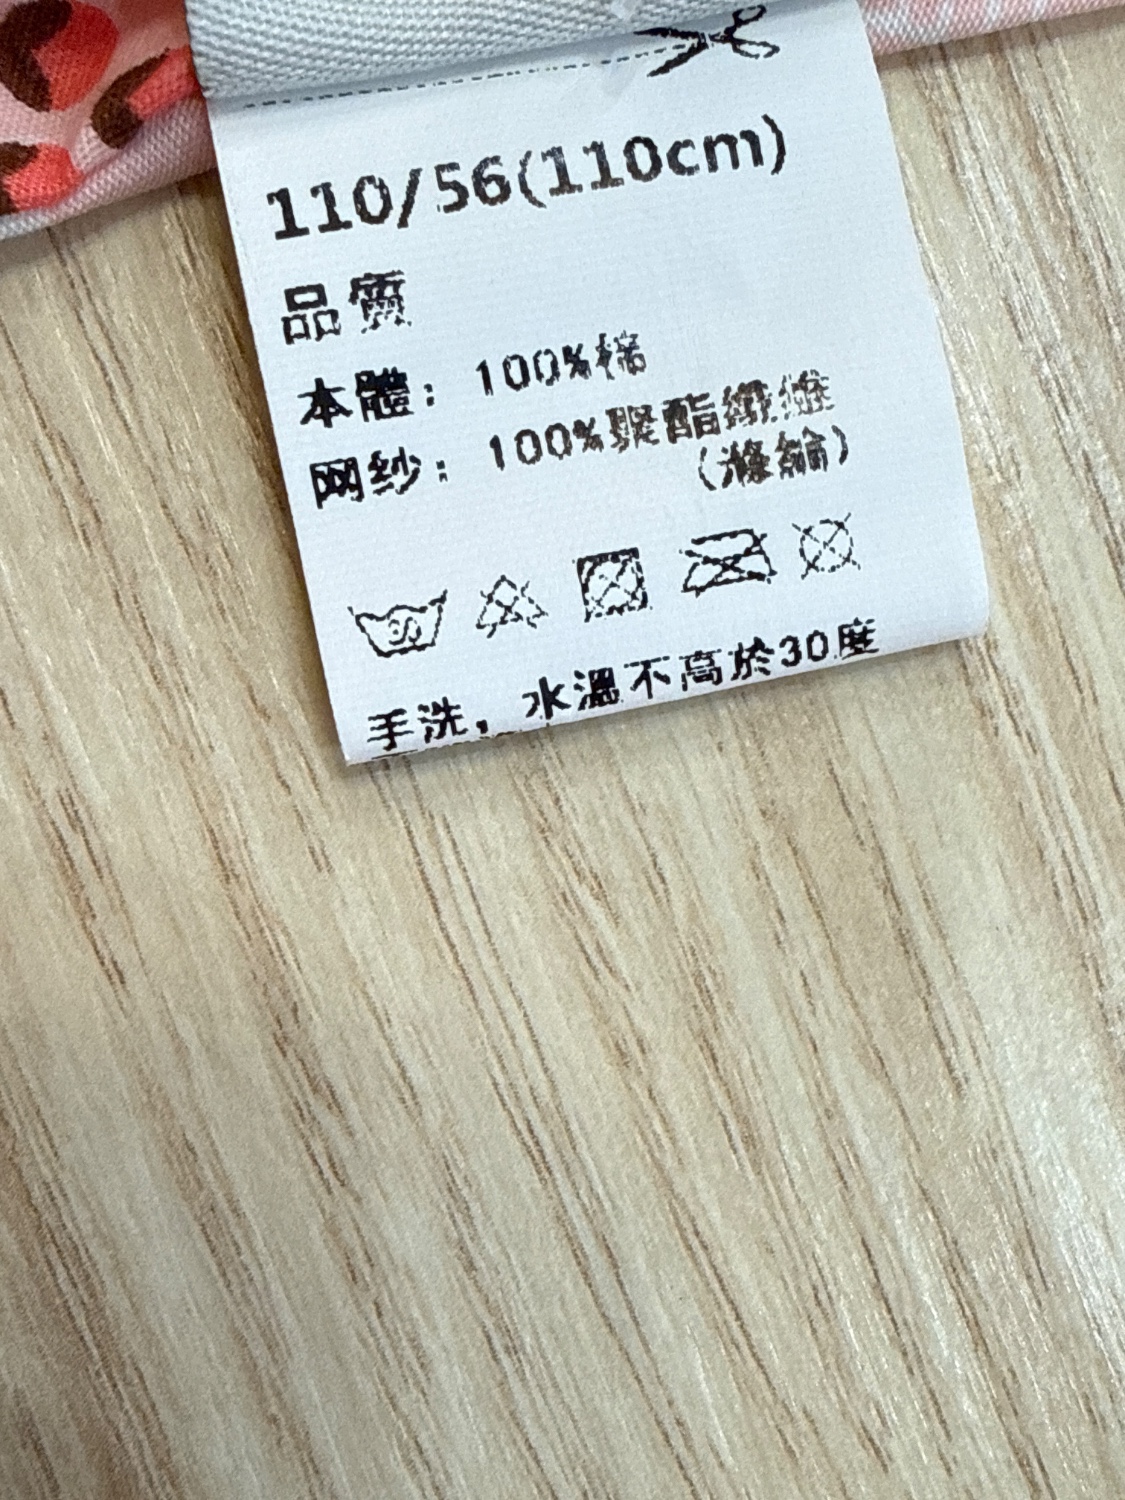 110/56(110cm)
品質
本體：100%棉
网纱：100%聚酯纖維
（滌綸）
30
手洗，水溫不高於30度